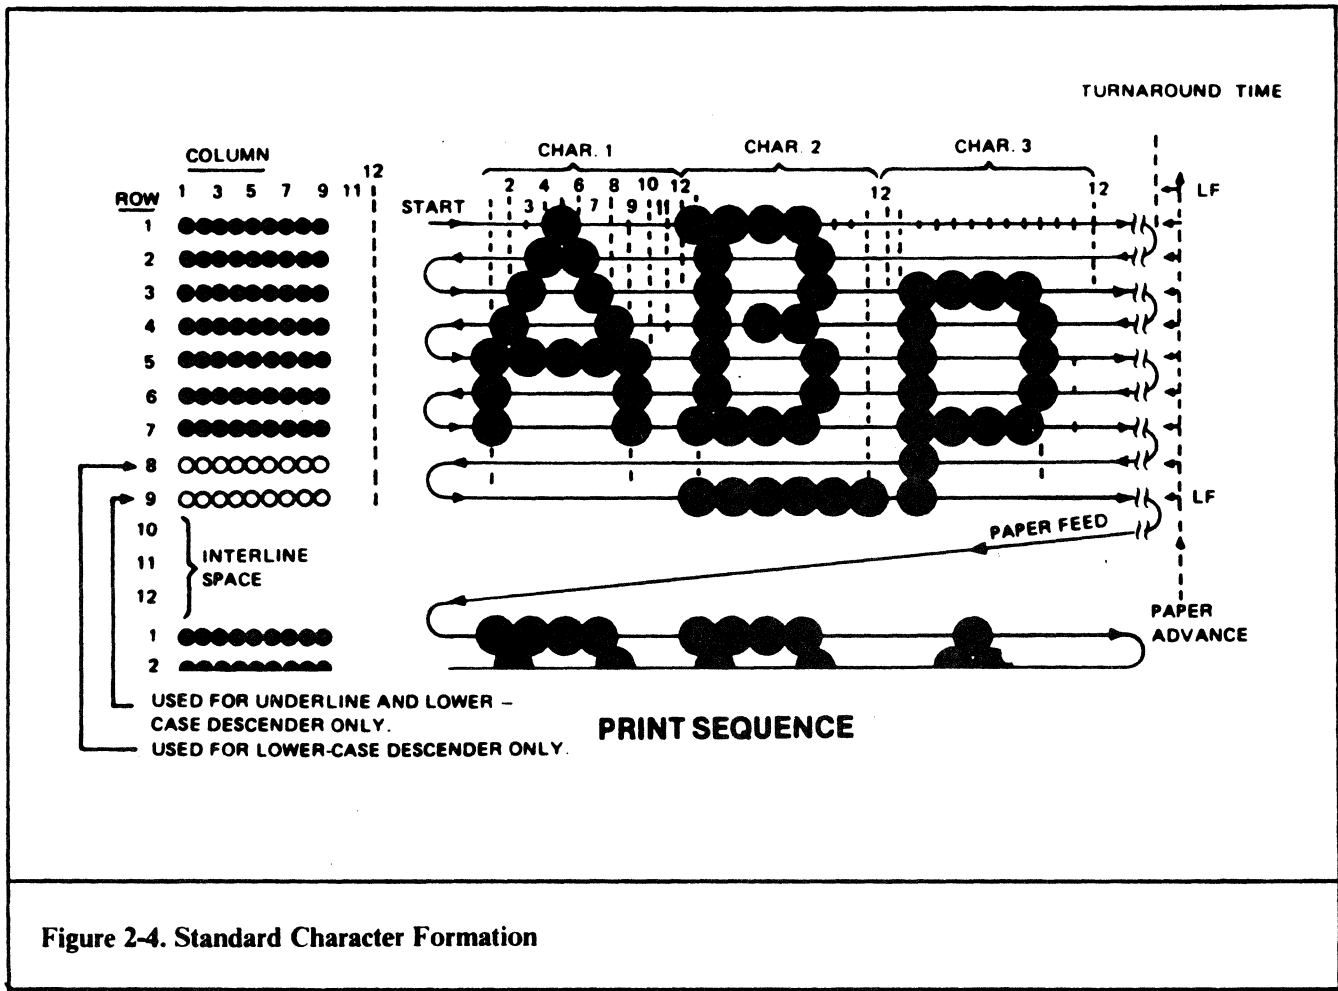 TURNAROUND TIME
COLUMN
12
1 3 5 7 9 11
ROW
CHAR. 1
CHAR. 2
CHAR. 3
2 4 6 8 10 12
12
12
LF
START
3 7 9 11
1
2
3
4
5
6
7
8
9
LF
10
11
12
INTERLINE
SPACE
PAPER FEED
1
2
PAPER
ADVANCE
USED FOR UNDERLINE AND LOWER –
CASE DESCENDER ONLY.
USED FOR LOWER-CASE DESCENDER ONLY.
PRINT SEQUENCE
Figure 2-4. Standard Character Formation